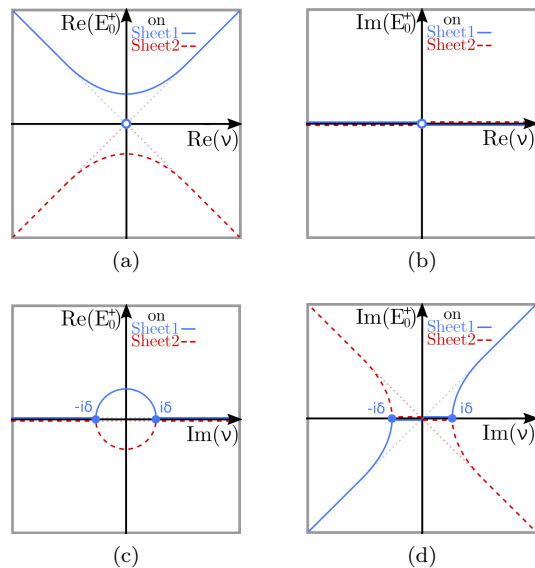 Re(E₀⁺) on
Sheet1
Sheet2
Re(ν)
(a)
Im(E₀⁺) on
Sheet1
Sheet2
Re(ν)
(b)
Re(E₀⁺) on
Sheet1
Sheet2
-iδ iδ
Im(ν)
(c)
Im(E₀⁺) on
Sheet1
Sheet2
-iδ iδ
Im(ν)
(d)